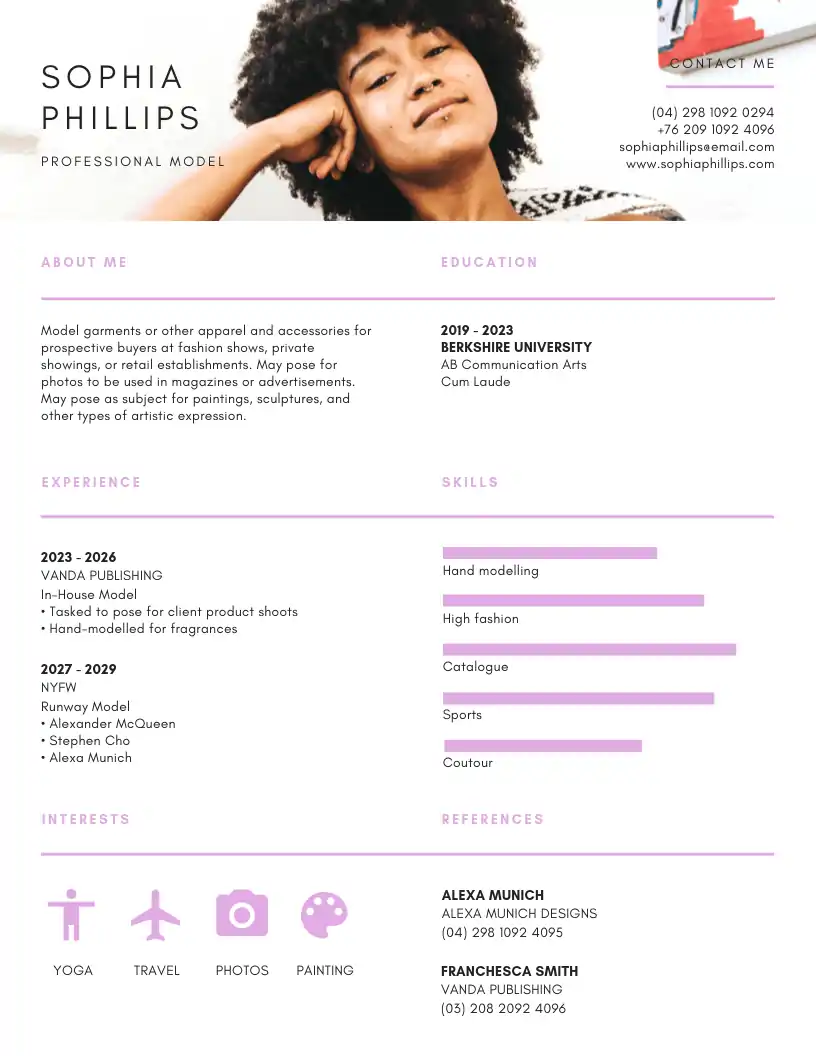 SOPHIA
PHILLIPS
PROFESSIONAL MODEL
CONTACT ME
(04) 298 1092 0294
+76 209 1092 4096
sophiaphillips@email.com
www.sophiaphillips.com
ABOUT ME
Model garments or other apparel and accessories for
prospective buyers at fashion shows, private
showings, or retail establishments. May pose for
photos to be used in magazines or advertisements.
May pose as subject for paintings, sculptures, and
other types of artistic expression.
EDUCATION
2019 - 2023
BERKSHIRE UNIVERSITY
AB Communication Arts
Cum Laude
EXPERIENCE
2023 - 2026
VANDA PUBLISHING
In-House Model
• Tasked to pose for client product shoots
• Hand-modelled for fragrances
2027 - 2029
NYFW
Runway Model
• Alexander McQueen
• Stephen Cho
• Alexa Munich
SKILLS
Hand modelling
High fashion
Catalogue
Sports
Coutour
INTERESTS
YOGA TRAVEL PHOTOS PAINTING
REFERENCES
ALEXA MUNICH
ALEXA MUNICH DESIGNS
(04) 298 1092 4095
FRANCHESCA SMITH
VANDA PUBLISHING
(03) 208 2092 4096